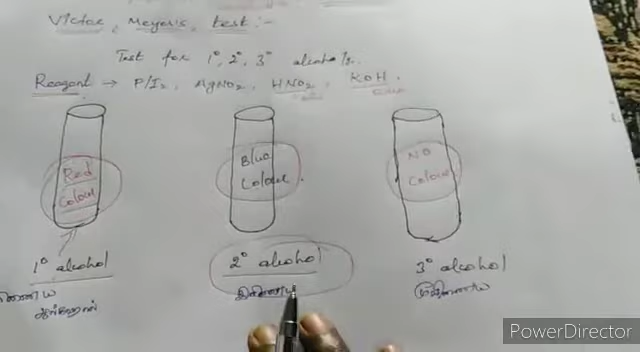 Victor, Meyer's, test :-
Test for 1°, 2°, 3° alcohols.
Reagent → P/I₂, AgNO₂, HNO₂, KOH.
Red
Colour
Blue
Colour.
NO
Colour
1° alcohol
2° alcohol
3° alcohol
PowerDirector